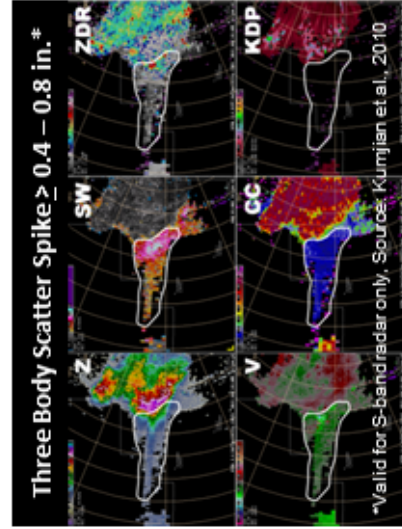 Three Body Scatter Spike ≥ 0.4 – 0.8 in.*
Z
SW
ZDR
V
CC
KDP
*Valid for S-band radar only, Source: Kumjian et al., 2010